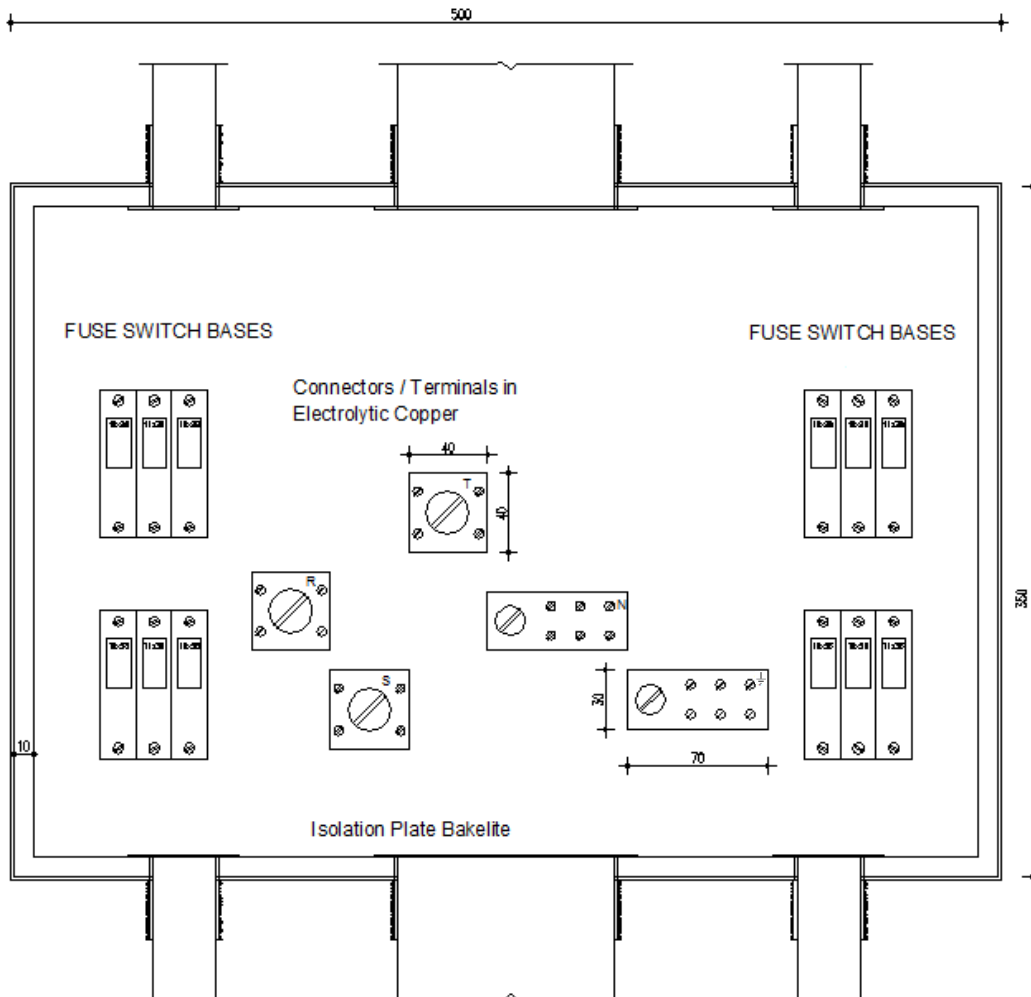 500
FUSE SWITCH BASES
FUSE SWITCH BASES
Connectors / Terminals in
Electrolytic Copper
40
T
40
R
N
350
S
30
10
70
Isolation Plate Bakelite